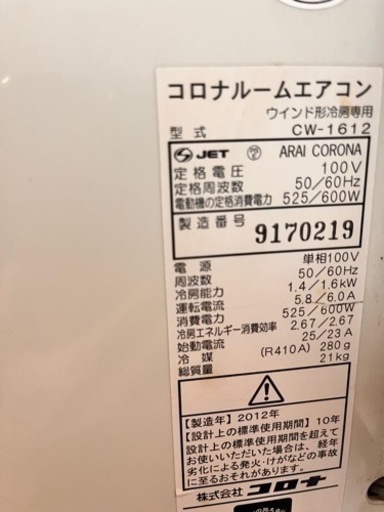 コロナルームエアコン
ウインド形冷房専用
型式 CW-1612
JET ARAI CORONA
定格電圧 100V
定格周波数 50/60Hz
電動機の定格消費電力 525/600W
製造番号 9170219
電源 単相100V
周波数 50/60Hz
冷房能力 1.4/1.6kW
運転電流 5.8/6.0A
消費電力 525/600W
冷房エネルギー消費効率 2.67/2.67
始動電流 25/23A
冷媒 (R410A) 280g
総質量 21kg
【製造年】2012年
【設計上の標準使用期間】10年
設計上の標準使用期間を超えて
お使いいただいた場合は、経年
劣化による発火・けがなどの事故
に至るおそれがあります。
株式会社 コロナ